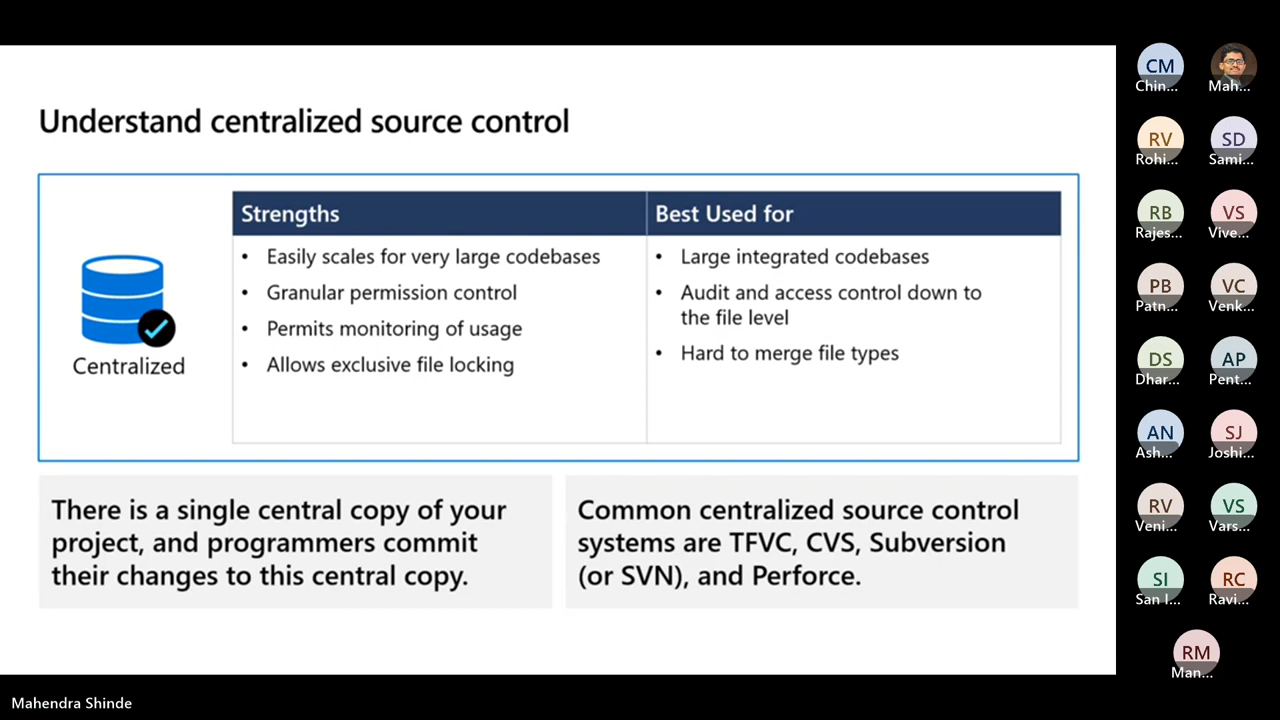 Understand centralized source control
Strengths
Best Used for
• Easily scales for very large codebases
• Granular permission control
• Permits monitoring of usage
• Allows exclusive file locking
• Large integrated codebases
• Audit and access control down to
the file level
• Hard to merge file types
Centralized
There is a single central copy of your
project, and programmers commit
their changes to this central copy.
Common centralized source control
systems are TFVC, CVS, Subversion
(or SVN), and Perforce.
CM
Chin...
Mah...
RV
Rohi...
SD
Sami...
RB
Rajes...
VS
Vive...
PB
Patn...
VC
Venk...
DS
Dhar...
AP
Pent...
AN
Ash...
SJ
Joshi...
RV
Veni...
VS
Vars...
SI
San I...
RC
Ravi...
RM
Man...
Mahendra Shinde